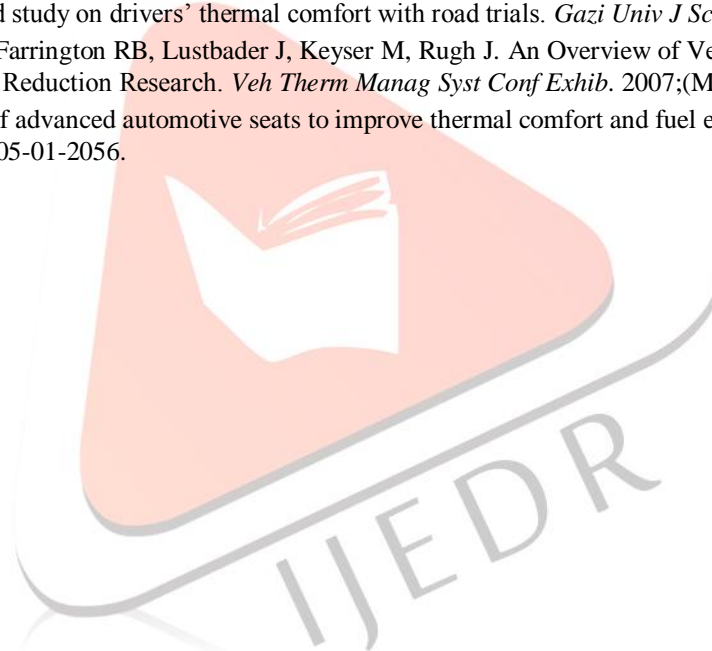 d study on drivers’ thermal comfort with road trials. Gazi Univ J Sc
Farrington RB, Lustbader J, Keyser M, Rugh J. An Overview of Ve
Reduction Research. Veh Therm Manag Syst Conf Exhib. 2007;(M
f advanced automotive seats to improve thermal comfort and fuel e
05-01-2056.
IJEDR